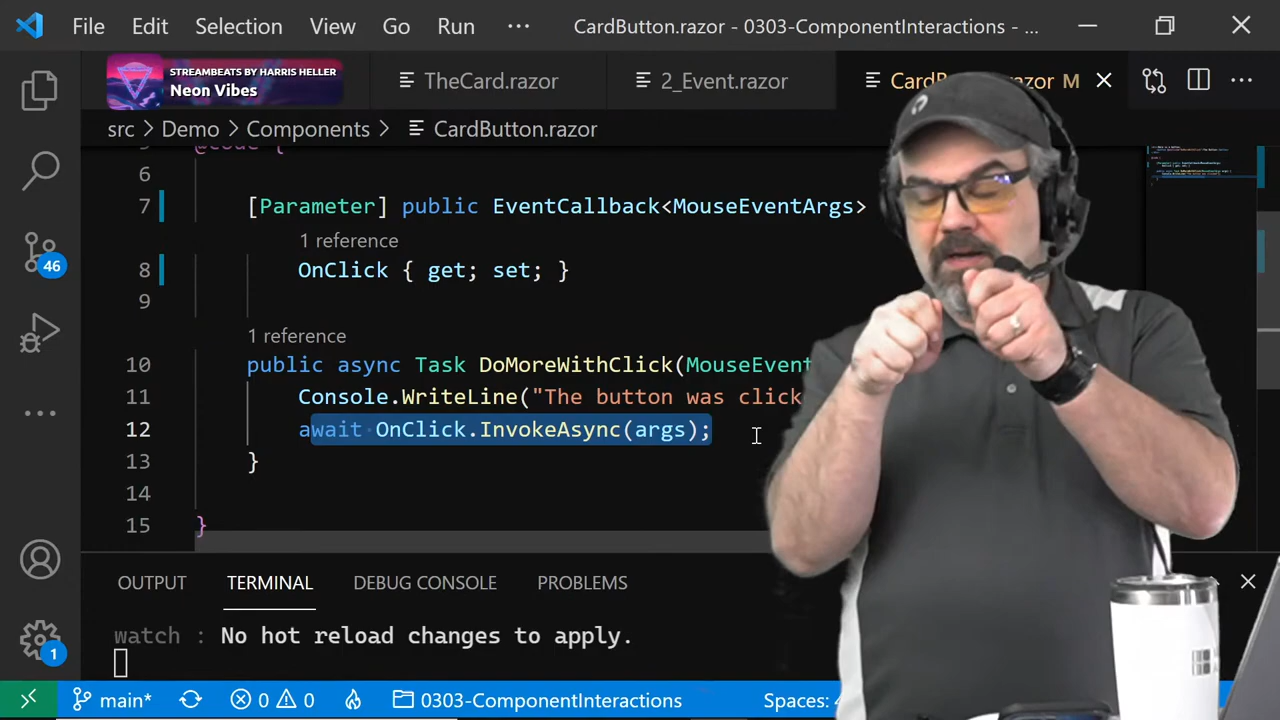 File Edit Selection View Go Run ··· CardButton.razor - 0303-ComponentInteractions - ...
STREAMBEATS BY HARRIS HELLER
Neon Vibes
TheCard.razor 2_Event.razor CardB razor M
src > Demo > Components > CardButton.razor
@code {
6
7 [Parameter] public EventCallback<MouseEventArgs>
1 reference
8 OnClick { get; set; }
9
1 reference
10 public async Task DoMoreWithClick(MouseEvent
11 Console.WriteLine("The button was click
12 await OnClick.InvokeAsync(args);
13 }
14
15 }
46
OUTPUT TERMINAL DEBUG CONSOLE PROBLEMS
watch : No hot reload changes to apply.
1
main* 0 0 0303-ComponentInteractions Spaces: